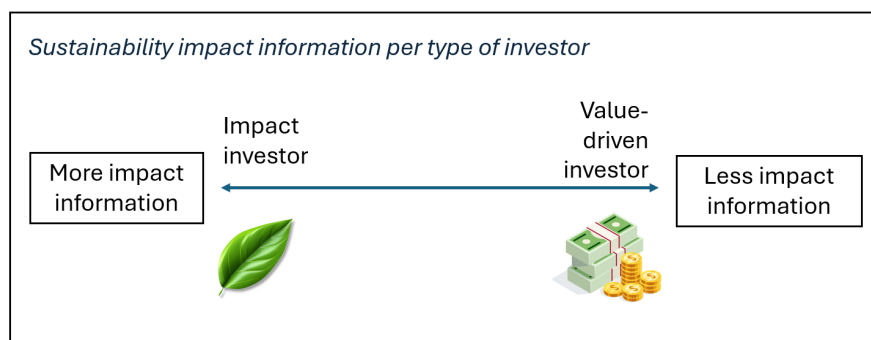 Sustainability impact information per type of investor
Impact
investor
Value-
driven
investor
More impact
information
Less impact
information